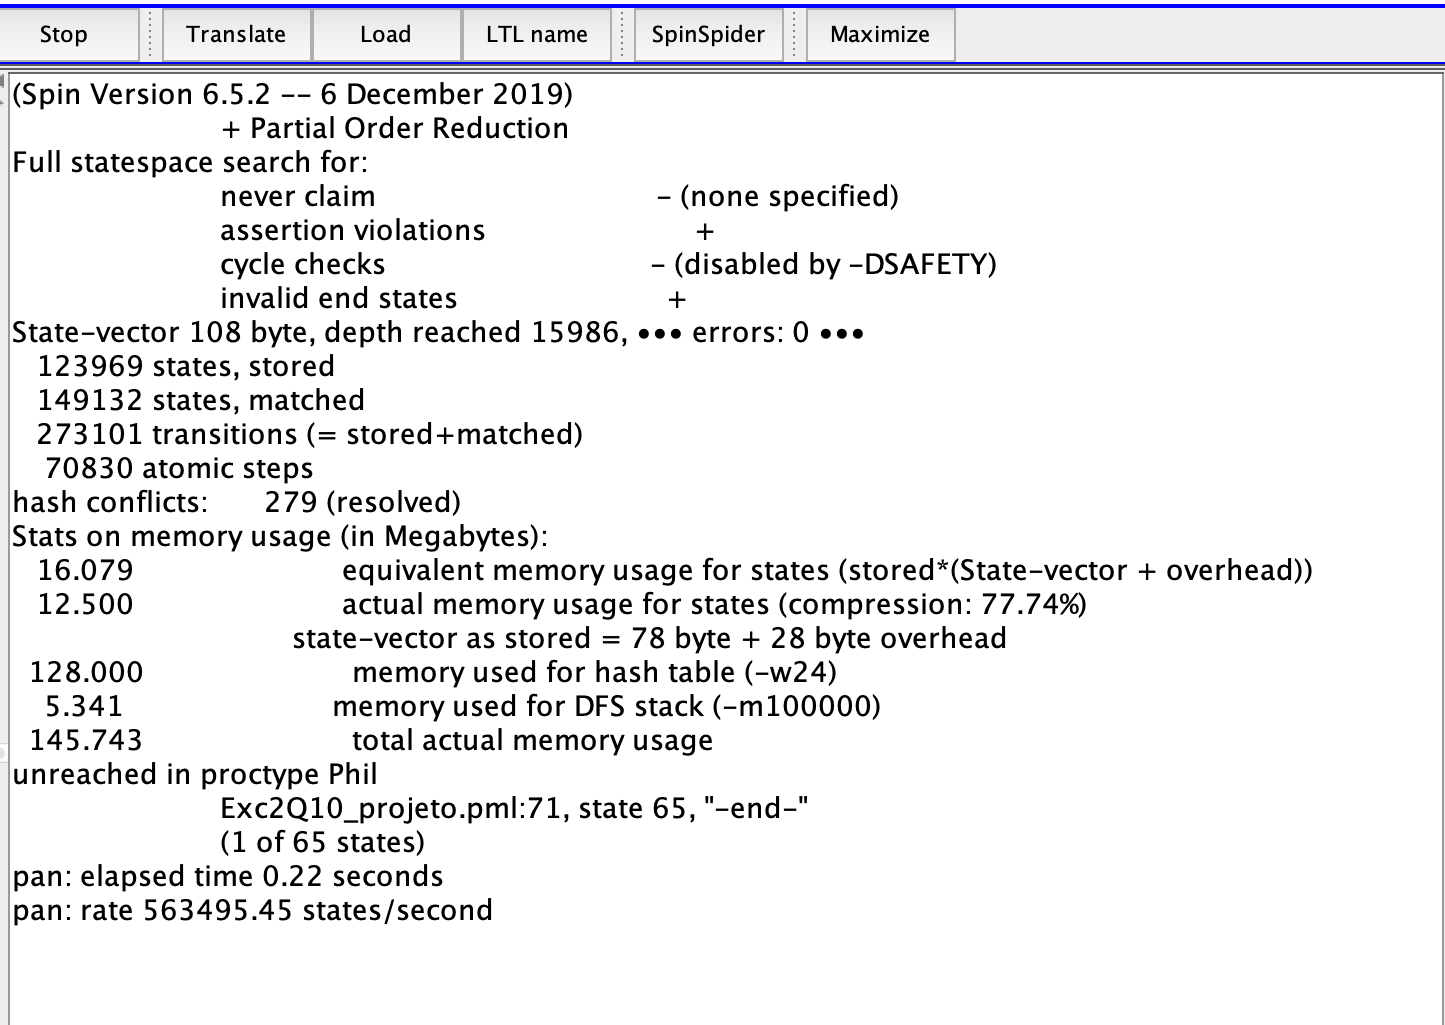 Stop Translate Load LTL name SpinSpider Maximize
(Spin Version 6.5.2 -- 6 December 2019)
+ Partial Order Reduction
Full statespace search for:
never claim - (none specified)
assertion violations +
cycle checks - (disabled by -DSAFETY)
invalid end states +
State-vector 108 byte, depth reached 15986, ••• errors: 0 •••
123969 states, stored
149132 states, matched
273101 transitions (= stored+matched)
70830 atomic steps
hash conflicts: 279 (resolved)
Stats on memory usage (in Megabytes):
16.079 equivalent memory usage for states (stored*(State-vector + overhead))
12.500 actual memory usage for states (compression: 77.74%)
state-vector as stored = 78 byte + 28 byte overhead
128.000 memory used for hash table (-w24)
5.341 memory used for DFS stack (-m100000)
145.743 total actual memory usage
unreached in proctype Phil
Exc2Q10_projeto.pml:71, state 65, "-end-"
(1 of 65 states)
pan: elapsed time 0.22 seconds
pan: rate 563495.45 states/second